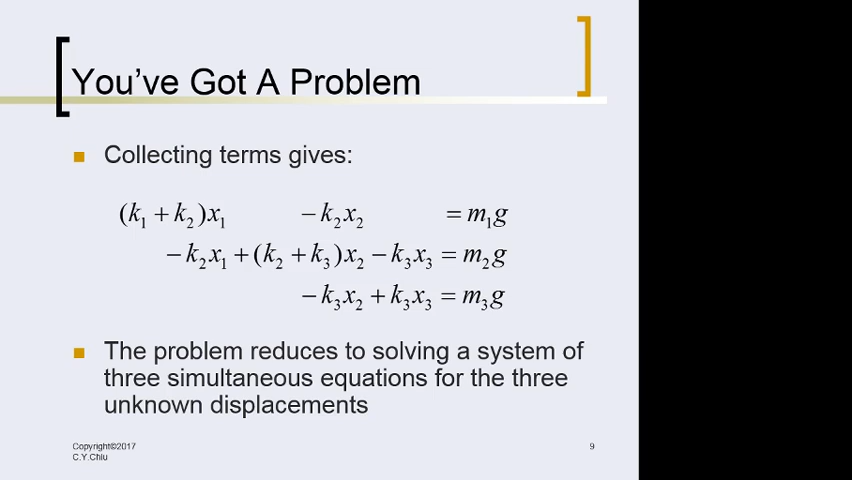 You've Got A Problem
Collecting terms gives:
(k₁ + k₂)x₁ − k₂x₂ = m₁g
− k₂x₁ + (k₂ + k₃)x₂ − k₃x₃ = m₂g
− k₃x₂ + k₃x₃ = m₃g
The problem reduces to solving a system of
three simultaneous equations for the three
unknown displacements
Copyright©2017
C.Y.Chiu
9